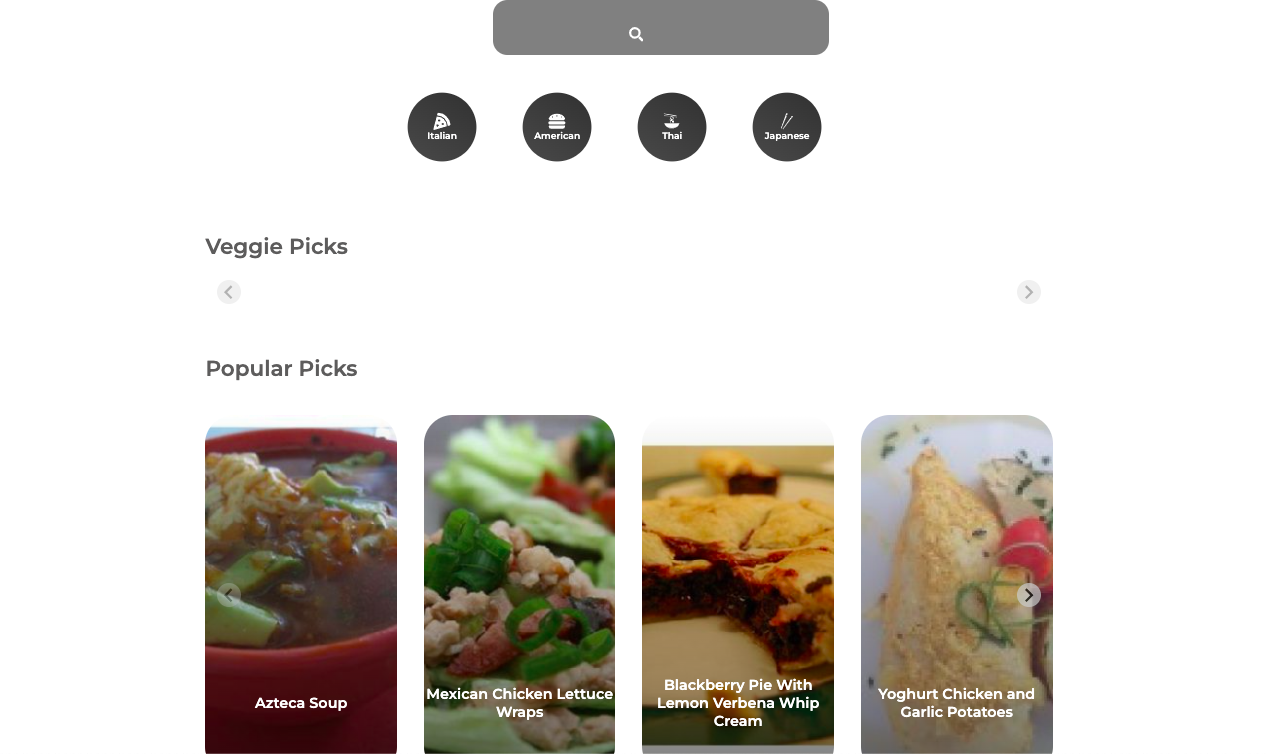 Italian
American
Thai
Japanese
Veggie Picks
Popular Picks
Azteca Soup
Mexican Chicken Lettuce
Wraps
Blackberry Pie With
Lemon Verbena Whip
Cream
Yoghurt Chicken and
Garlic Potatoes